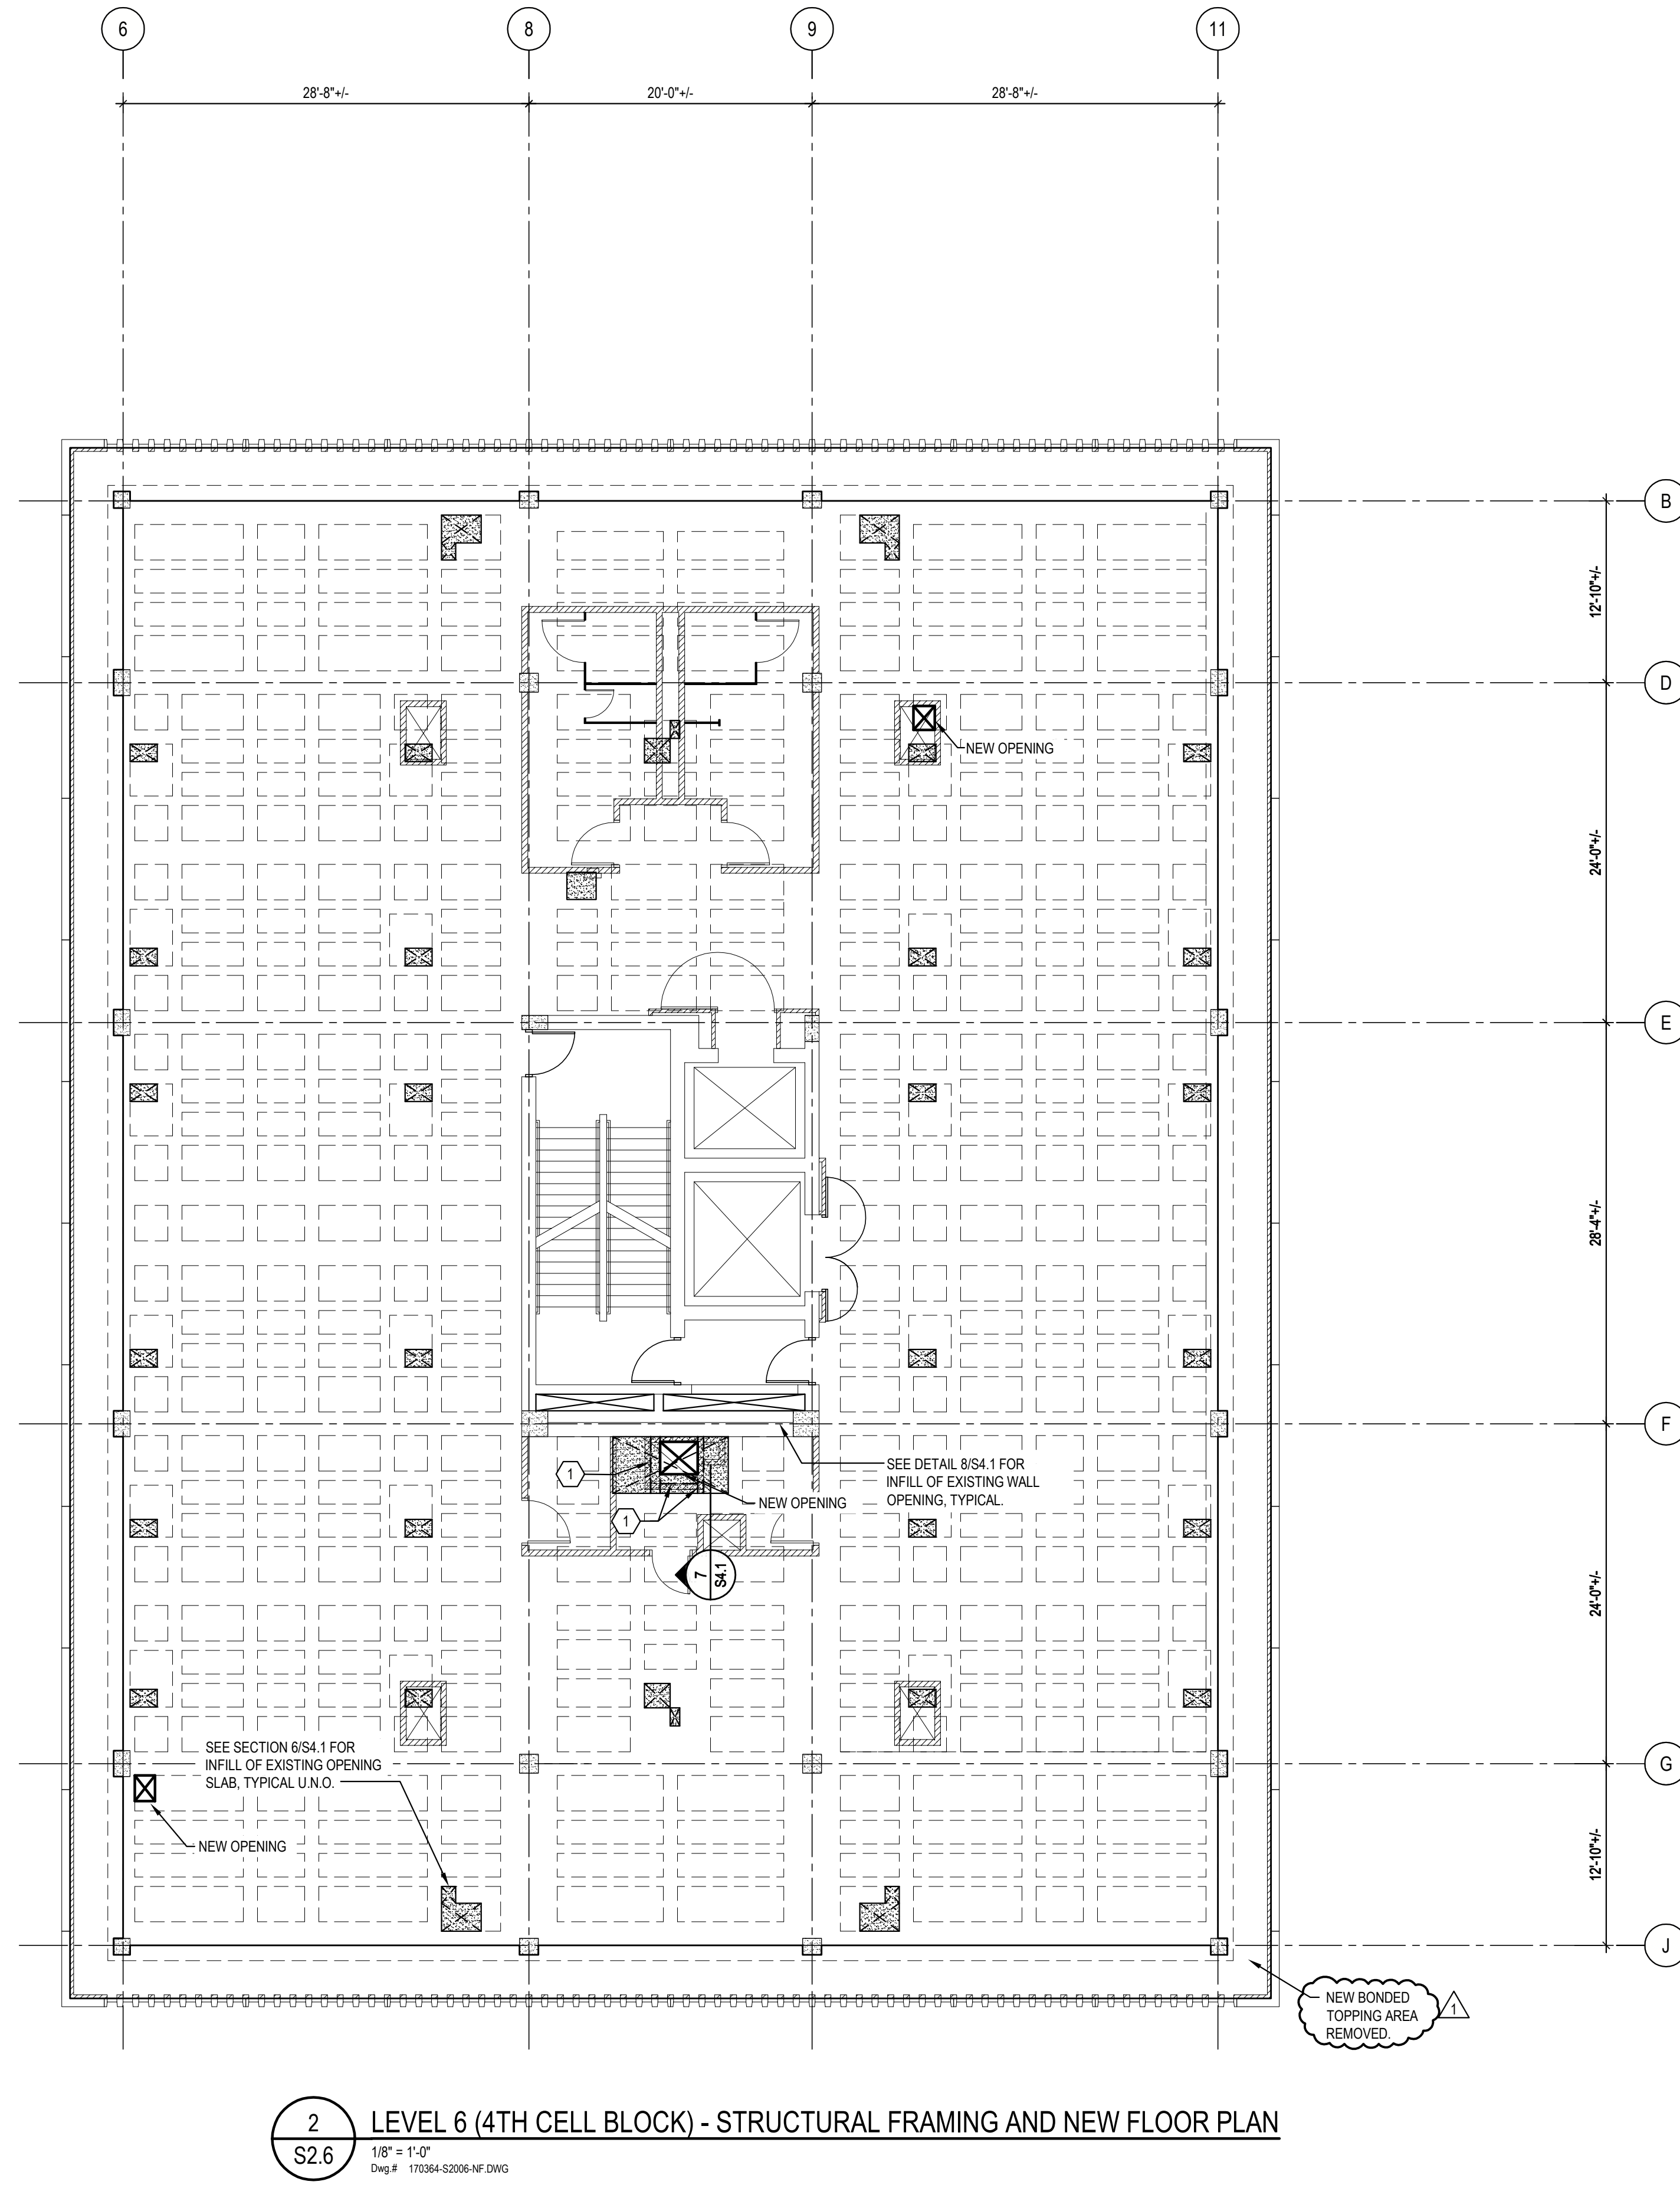 6
8
9
11
28'-8"+/-
20'-0"+/-
28'-8"+/-
B
12'-10"+/-
D
NEW OPENING
24'-0"+/-
E
28'-4"+/-
F
SEE DETAIL 8/S4.1 FOR
INFILL OF EXISTING WALL
OPENING, TYPICAL.
1
NEW OPENING
1
7
S4.1
24'-0"+/-
SEE SECTION 6/S4.1 FOR
INFILL OF EXISTING OPENING
SLAB, TYPICAL U.N.O.
G
NEW OPENING
12'-10"+/-
J
NEW BONDED
TOPPING AREA
REMOVED.
1
2
S2.6
LEVEL 6 (4TH CELL BLOCK) - STRUCTURAL FRAMING AND NEW FLOOR PLAN
1/8" = 1'-0"
Dwg.# 170364-S2006-NF.DWG